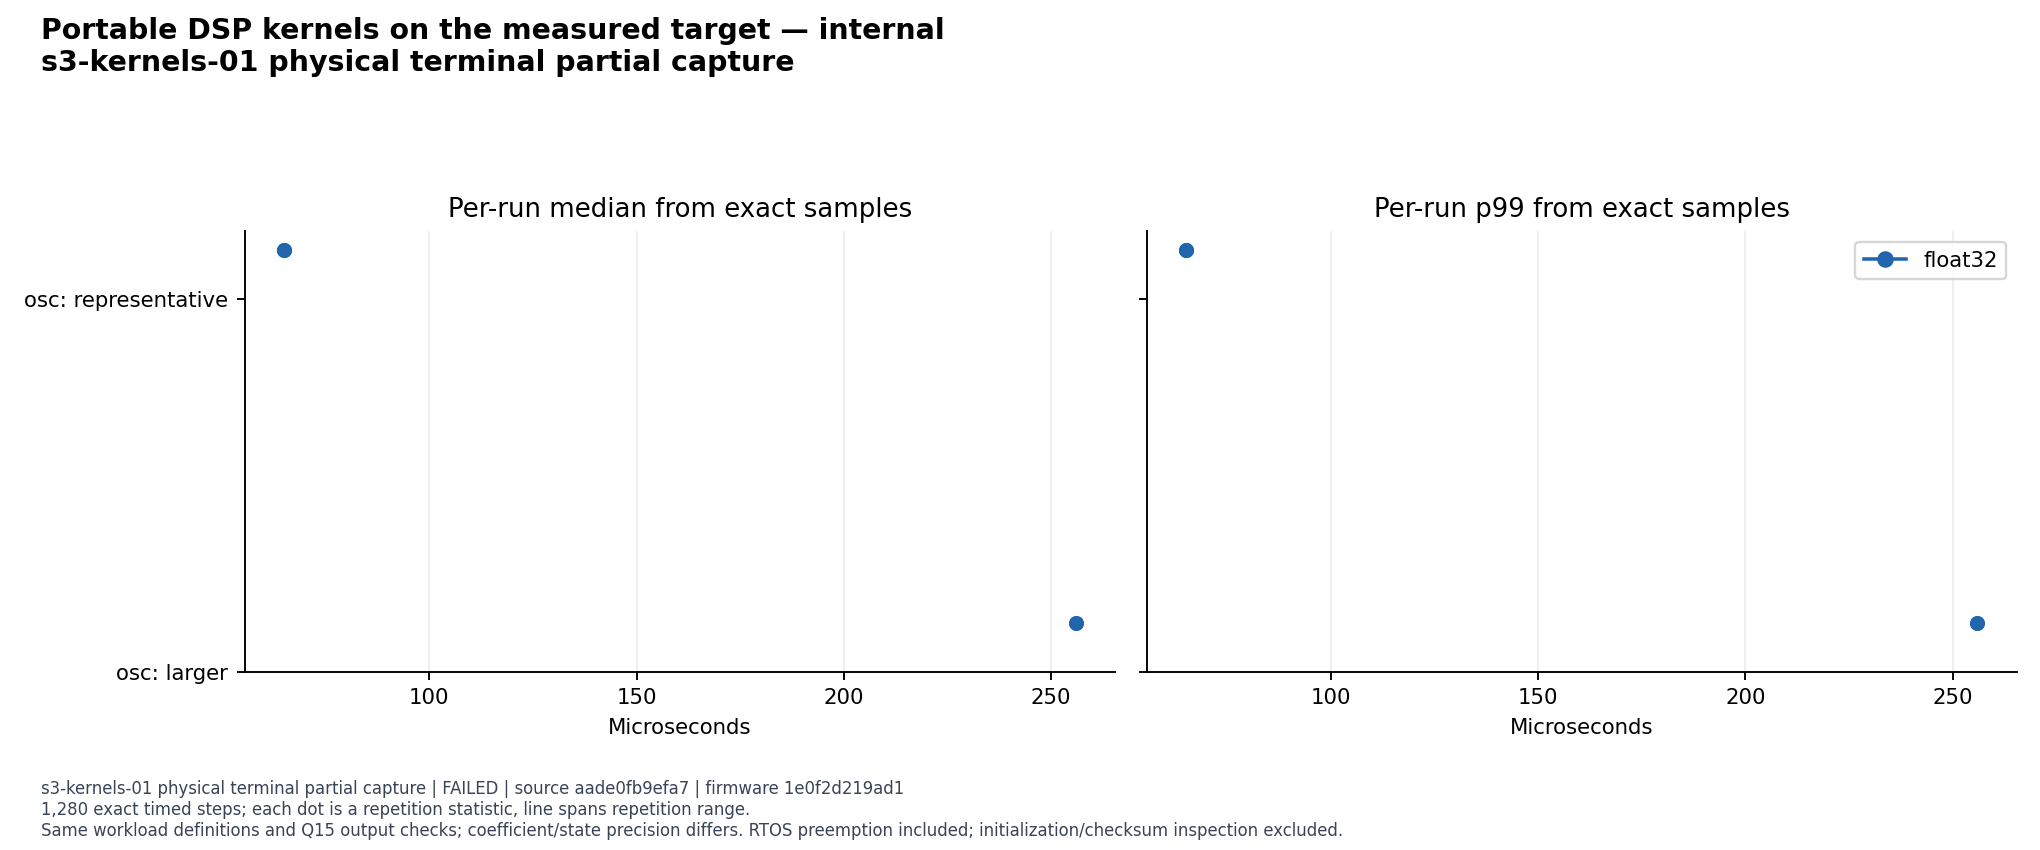 Portable DSP kernels on the measured target — internal
s3-kernels-01 physical terminal partial capture
Per-run median from exact samples
Per-run p99 from exact samples
float32
osc: representative
osc: larger
100
150
200
250
100
150
200
250
Microseconds
Microseconds
s3-kernels-01 physical terminal partial capture | FAILED | source aade0fb9efa7 | firmware 1e0f2d219ad1
1,280 exact timed steps; each dot is a repetition statistic, line spans repetition range.
Same workload definitions and Q15 output checks; coefficient/state precision differs. RTOS preemption included; initialization/checksum inspection excluded.